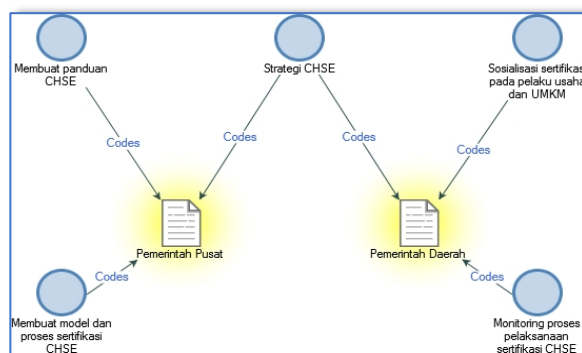 Membuat panduan
CHSE
Strategi CHSE
Sosialisasi sertifikasi
pada pelaku usaha
dan UMKM
Codes
Codes
Codes
Codes
Pemerintah Pusat
Pemerintah Daerah
Codes
Codes
Membuat model dan
proses sertifikasi
CHSE
Monitoring proses
pelaksanaan
sertifikasi CHSE